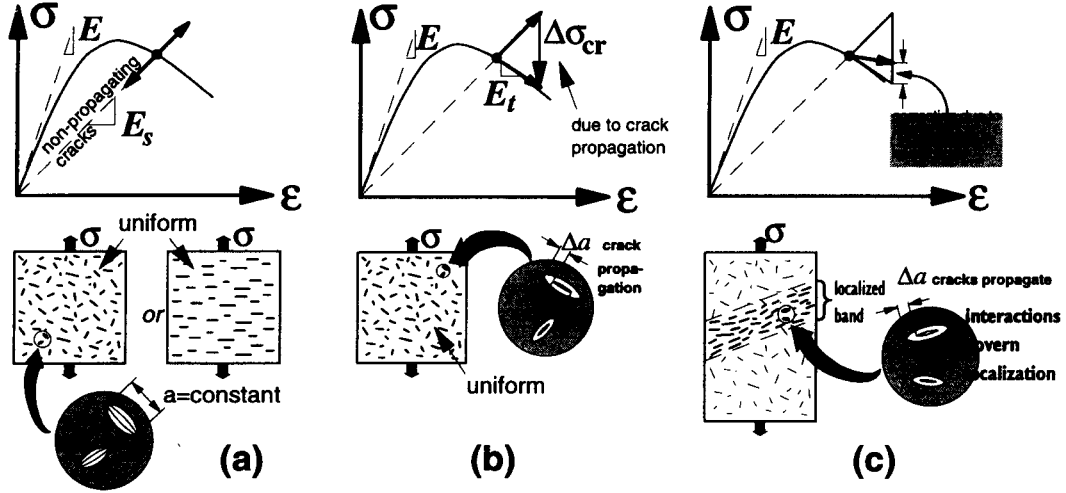 σ
E
non-propagating
cracks
E_s
ε
uniform
σ
σ
or
a=constant
(a)
σ
E
Δσ_cr
E_t
due to crack
propagation
ε
σ
Δa crack
propa-
gation
uniform
(b)
σ
E
ε
σ
localized
band
Δa cracks propagate
interactions
overn
ocalization
(c)